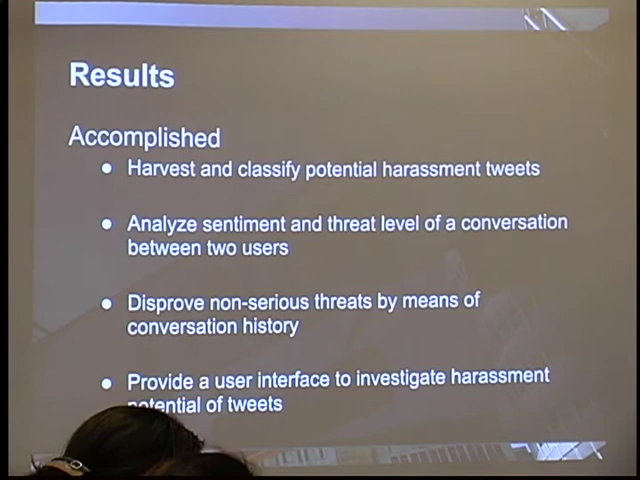 Results
Accomplished
● Harvest and classify potential harassment tweets
● Analyze sentiment and threat level of a conversation
between two users
● Disprove non-serious threats by means of
conversation history
● Provide a user interface to investigate harassment
potential of tweets